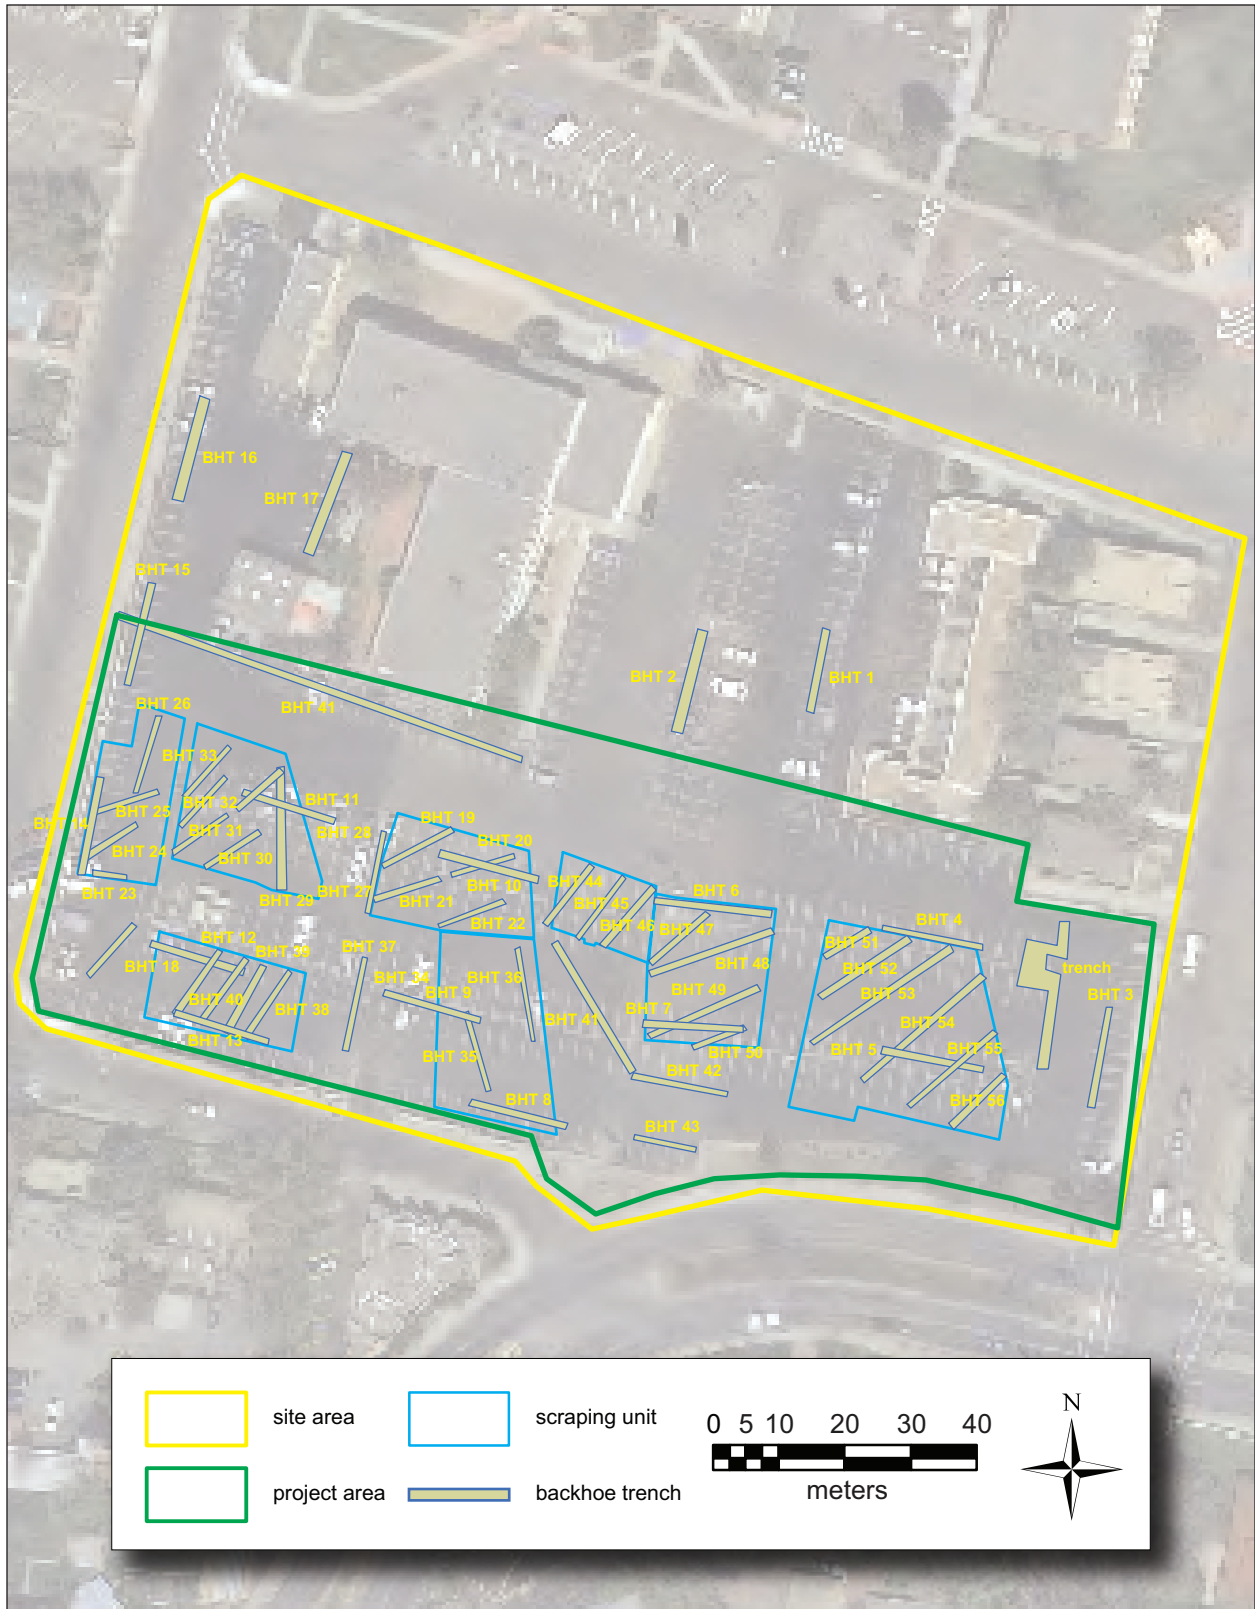 BHT 16
BHT 17
BHT 15
BHT 2
BHT 1
BHT 26
BHT 41
BHT 33
BHT 32
BHT 11
BHT 25
BHT 14
BHT 31
BHT 28
BHT 19
BHT 20
BHT 24
BHT 30
BHT 10
BHT 23
BHT 29
BHT 27
BHT 21
BHT 22
BHT 44
BHT 45
BHT 46
BHT 6
BHT 47
BHT 4
BHT 51
BHT 12
BHT 39
BHT 37
BHT 18
BHT 34
BHT 36
BHT 48
BHT 52
trench
BHT 9
BHT 40
BHT 38
BHT 49
BHT 53
BHT 3
BHT 7
BHT 41
BHT 54
BHT 13
BHT 50
BHT 5
BHT 55
BHT 35
BHT 42
BHT 8
BHT 56
BHT 43
site area
scraping unit
project area
backhoe trench
0 5 10 20 30 40
meters
N